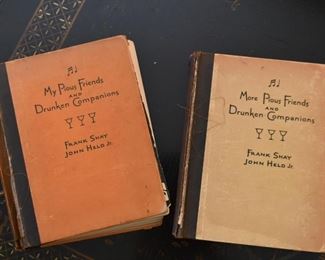 My Pious Friends
AND
Drunken Companions
FRANK SHAY
JOHN HELD Jr.
More Pious Friends
AND
Drunken Companions
FRANK SHAY
JOHN HELD Jr.